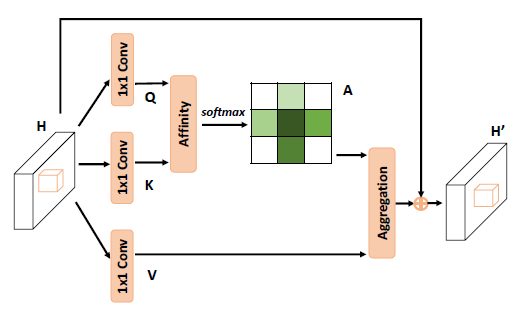 1x1 Conv
Q
A
softmax
Affinity
H
H'
1x1 Conv
K
Aggregation
1x1 Conv
V